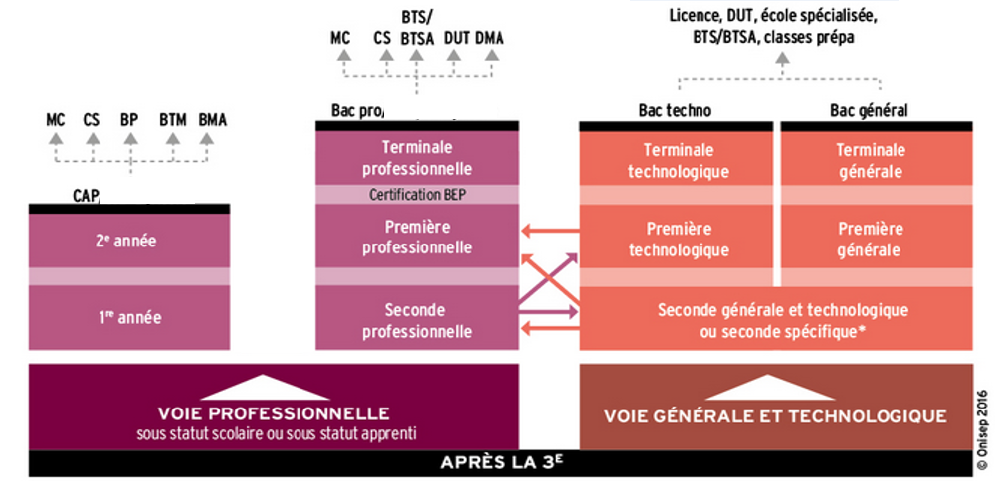 Licence, DUT, école spécialisée,
BTS/BTSA, classes prépa
BTS/
MC CS BTSA DUT DMA
MC CS BP BTM BMA
Bac pro,
Bac techno
Bac général
Terminale
professionnelle
Terminale
technologique
Terminale
générale
Certification BEP
CAP
Première
professionnelle
Première
technologique
Première
générale
2e année
1re année
Seconde
professionnelle
Seconde générale et technologique
ou seconde spécifique*
VOIE PROFESSIONNELLE
sous statut scolaire ou sous statut apprenti
VOIE GÉNÉRALE ET TECHNOLOGIQUE
APRÈS LA 3E
© Onisep 2016